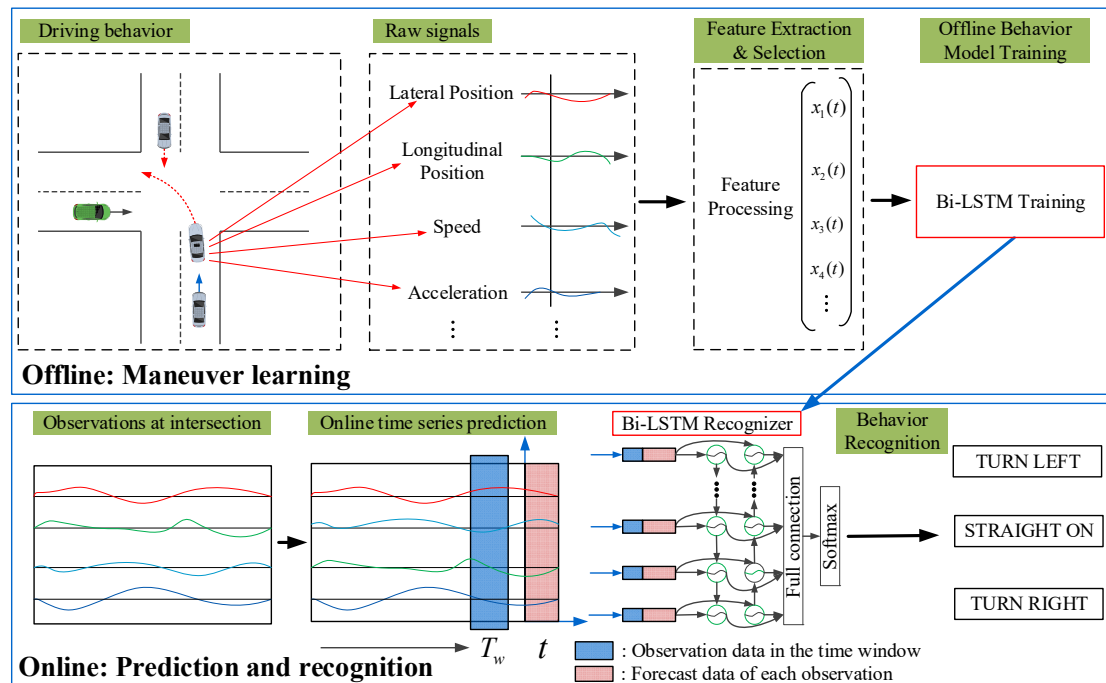 Driving behavior
Raw signals
Feature Extraction
& Selection
Offline Behavior
Model Training
Lateral Position
Longitudinal
Position
Speed
Acceleration
⋮ ⋮
Feature
Processing
x₁(t)
x₂(t)
x₃(t)
x₄(t)
⋮
Bi-LSTM Training
Offline: Maneuver learning
Observations at intersection
Online time series prediction
Bi-LSTM Recognizer
Behavior
Recognition
Full connection
Softmax
TURN LEFT
STRAIGHT ON
TURN RIGHT
T_w
t
: Observation data in the time window
: Forecast data of each observation
Online: Prediction and recognition